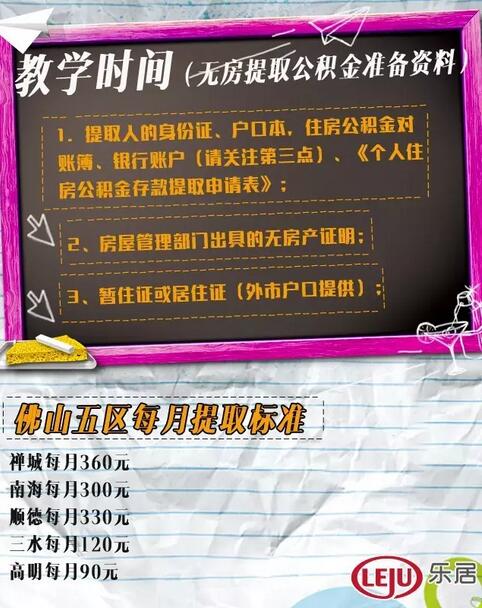 教学时间(无房提取公积金准备资料)
1、提取人的身份证、户口本，住房公积金对
账簿、银行账户（请关注第三点）、《个人住
房公积金存款提取申请表》；
2、房屋管理部门出具的无房产证明；
3、暂住证或居住证（外市户口提供）；
佛山五区每月提取标准
禅城每月360元
南海每月300元
顺德每月330元
三水每月120元
高明每月90元
LEJU 乐居